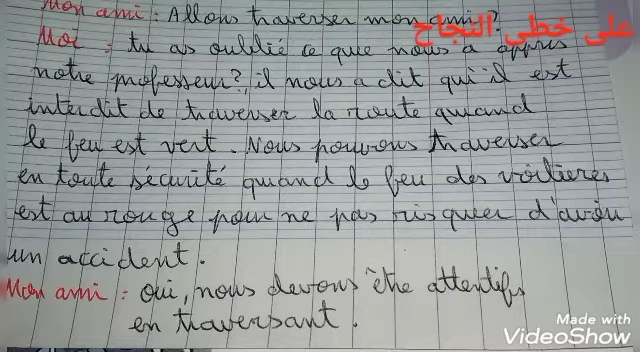 Mon ami : Allons traverser mon ami ?
على خطى النجاح
Moi : tu as oublié ce que nous a appris
notre professeur?, il nous a dit qu'il est
interdit de traverser la route quand
le feu est vert. Nous pouvons traverser
en toute sécurité quand le feu des voitières
est au rouge pour ne pas risquer d'avoir
un accident.
Mon ami : oui, nous devons être attentifs
en traversant.
Made with
VideoShow